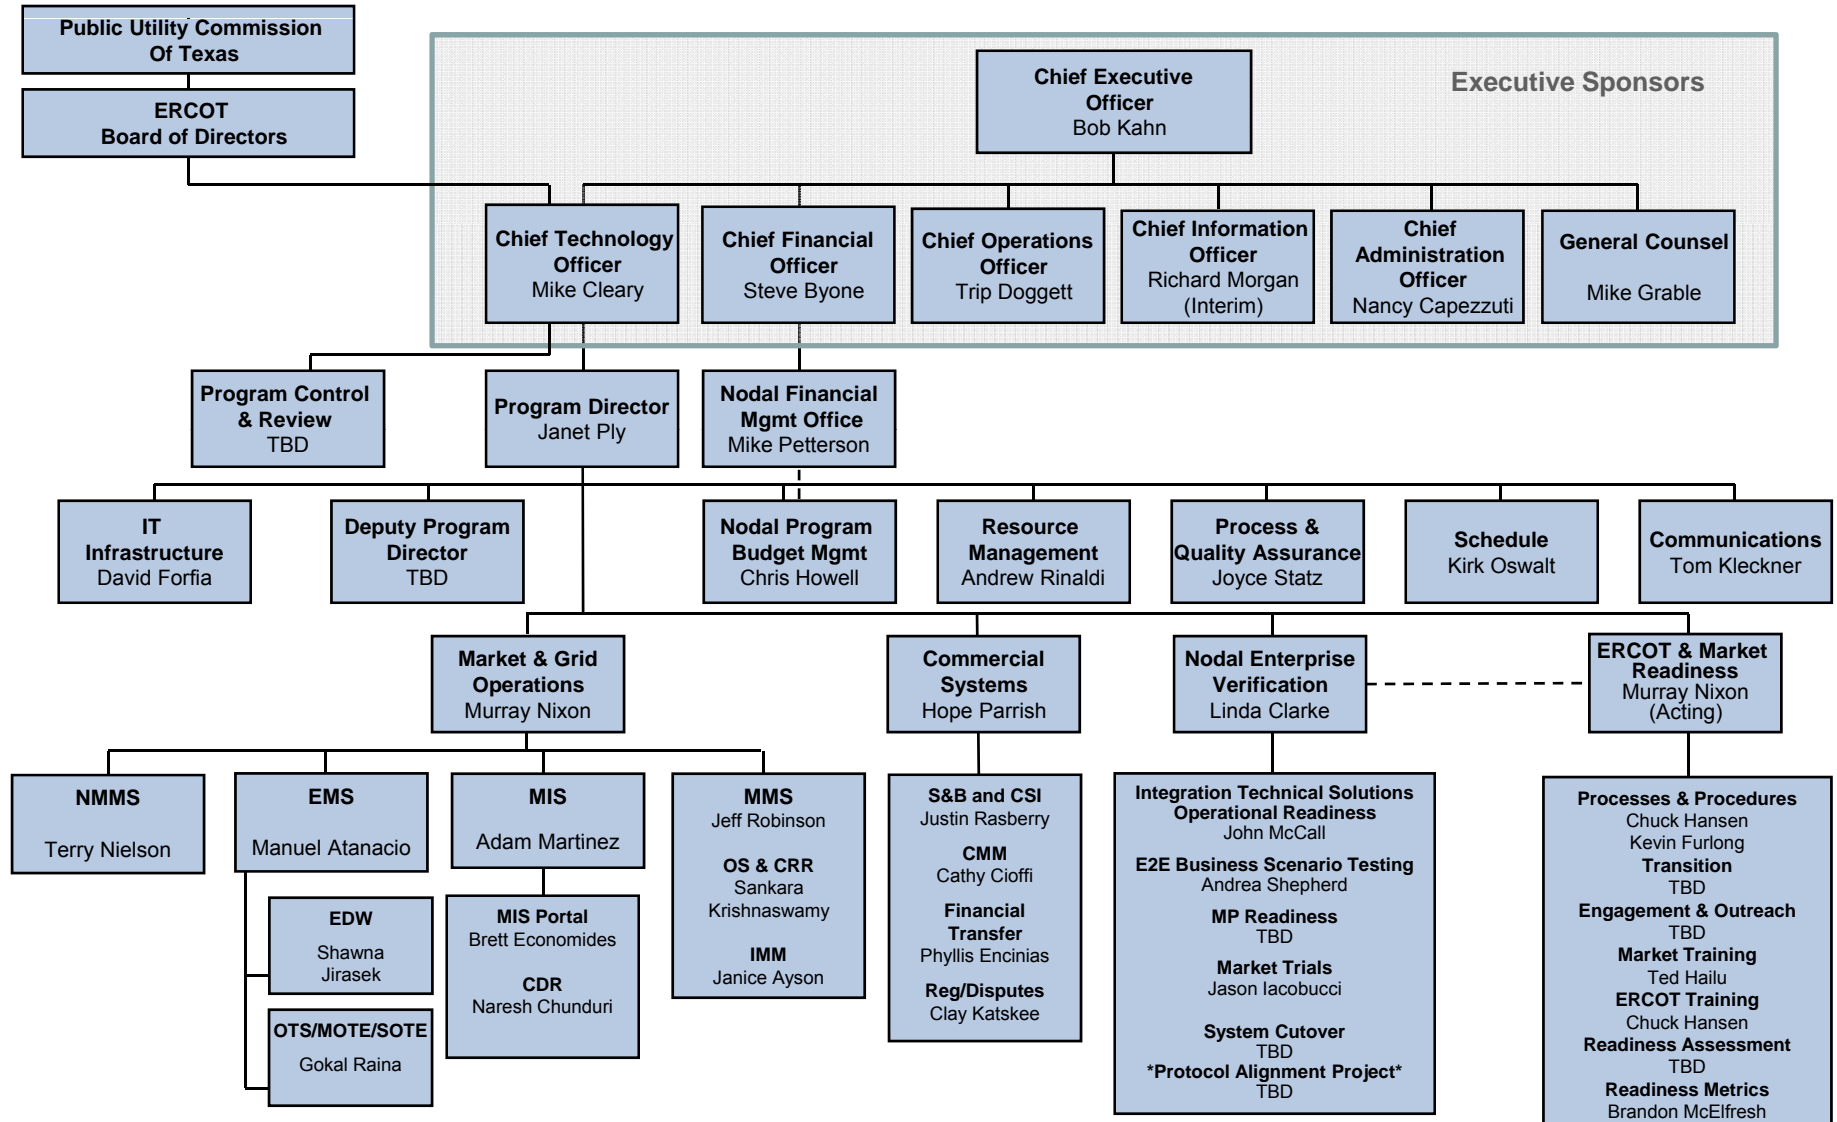 Public Utility Commission
Of Texas
ERCOT
Board of Directors
Executive Sponsors
Chief Executive
Officer
Bob Kahn
Chief Technology
Officer
Mike Cleary
Chief Financial
Officer
Steve Byone
Chief Operations
Officer
Trip Doggett
Chief Information
Officer
Richard Morgan
(Interim)
Chief
Administration
Officer
Nancy Capezzuti
General Counsel
Mike Grable
Program Control
& Review
TBD
Program Director
Janet Ply
Nodal Financial
Mgmt Office
Mike Petterson
IT
Infrastructure
David Forfia
Deputy Program
Director
TBD
Nodal Program
Budget Mgmt
Chris Howell
Resource
Management
Andrew Rinaldi
Process &
Quality Assurance
Joyce Statz
Schedule
Kirk Oswalt
Communications
Tom Kleckner
Market & Grid
Operations
Murray Nixon
Commercial
Systems
Hope Parrish
Nodal Enterprise
Verification
Linda Clarke
ERCOT & Market
Readiness
Murray Nixon
(Acting)
NMMS
Terry Nielson
EMS
Manuel Atanacio
EDW
Shawna
Jirasek
OTS/MOTE/SOTE
Gokal Raina
MIS
Adam Martinez
MIS Portal
Brett Economides
CDR
Naresh Chunduri
MMS
Jeff Robinson
OS & CRR
Sankara
Krishnaswamy
IMM
Janice Ayson
S&B and CSI
Justin Rasberry
CMM
Cathy Cioffi
Financial
Transfer
Phyllis Encinias
Reg/Disputes
Clay Katskee
Integration Technical Solutions
Operational Readiness
John McCall
E2E Business Scenario Testing
Andrea Shepherd
MP Readiness
TBD
Market Trials
Jason Iacobucci
System Cutover
TBD
*Protocol Alignment Project*
TBD
Processes & Procedures
Chuck Hansen
Kevin Furlong
Transition
TBD
Engagement & Outreach
TBD
Market Training
Ted Hailu
ERCOT Training
Chuck Hansen
Readiness Assessment
TBD
Readiness Metrics
Brandon McElfresh